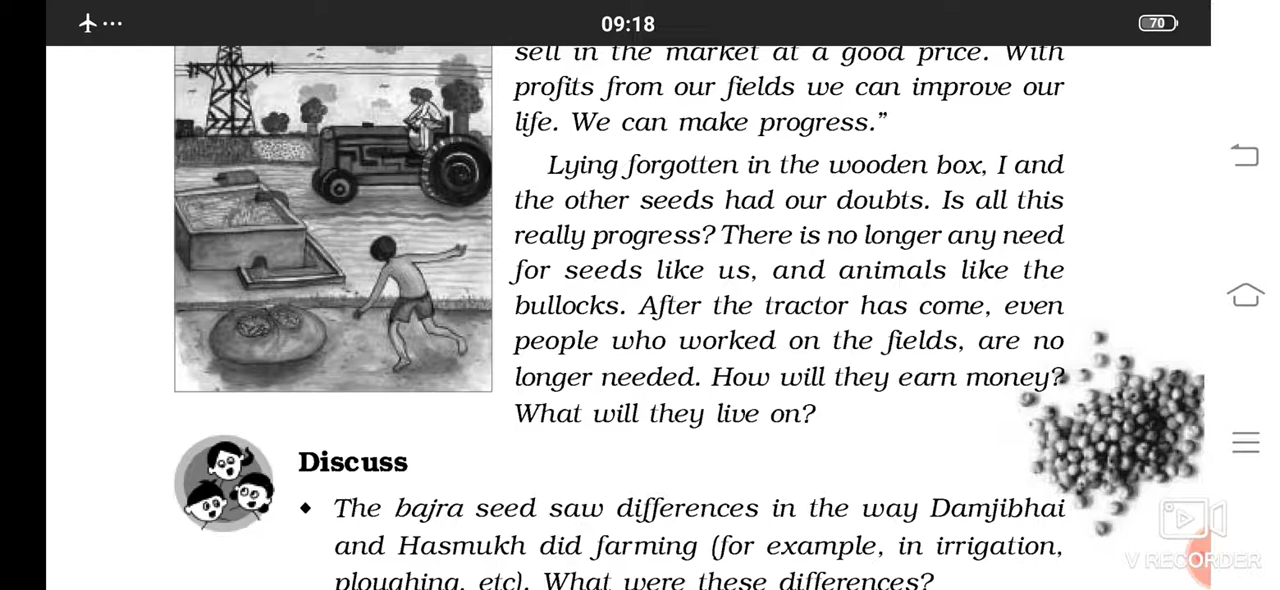 09:18
70
sell in the market at a good price. With
profits from our fields we can improve our
life. We can make progress.”
Lying forgotten in the wooden box, I and
the other seeds had our doubts. Is all this
really progress? There is no longer any need
for seeds like us, and animals like the
bullocks. After the tractor has come, even
people who worked on the fields, are no
longer needed. How will they earn money?
What will they live on?
Discuss
♦ The bajra seed saw differences in the way Damjibhai
and Hasmukh did farming (for example, in irrigation,
ploughing, etc). What were these differences?
V RECORDER